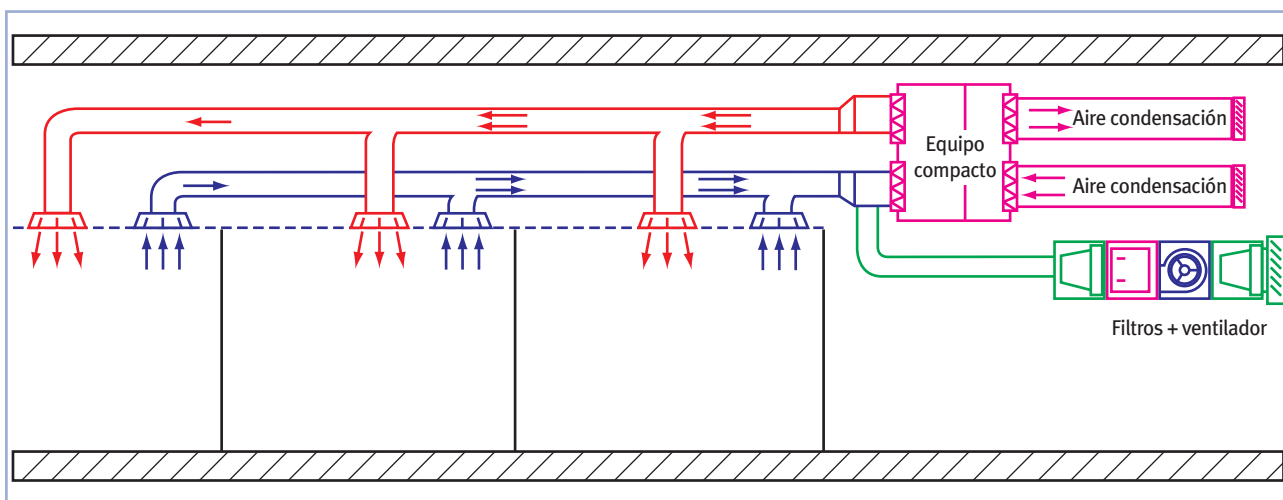 Aire condensación
Equipo
compacto
Aire condensación
Filtros + ventilador